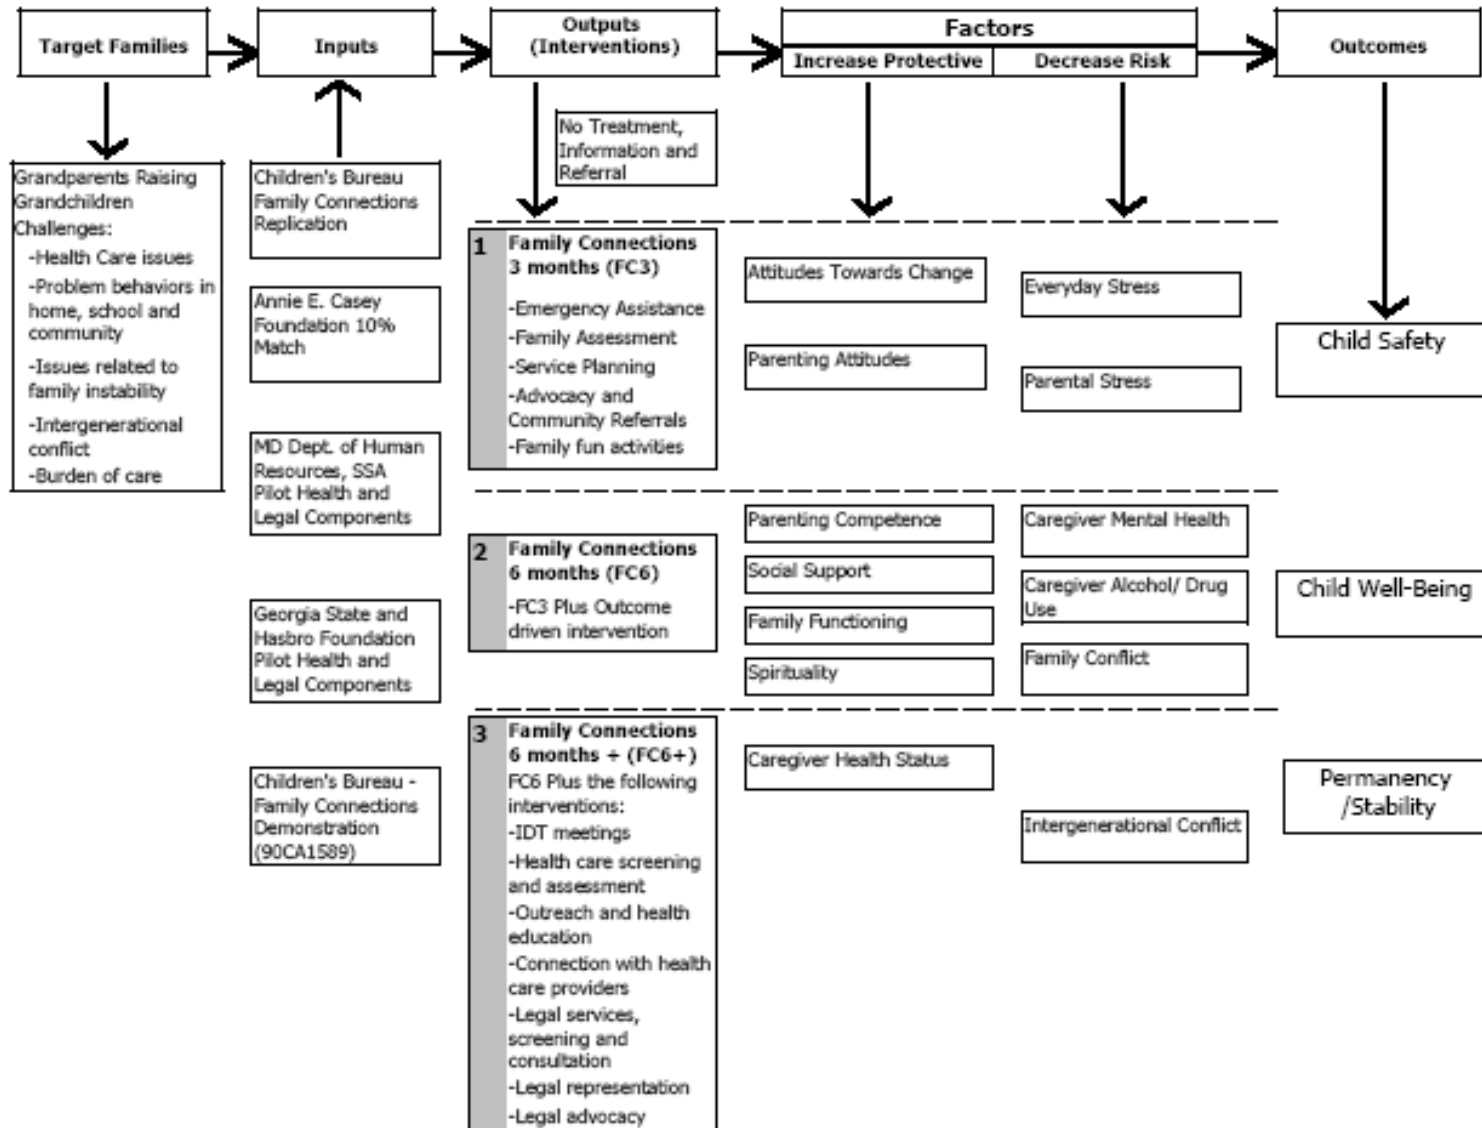 Target Families
Inputs
Outputs
(Interventions)
Factors
Increase Protective
Decrease Risk
Outcomes
Grandparents Raising
Grandchildren
Challenges:
-Health Care issues
-Problem behaviors in
home, school and
community
-Issues related to
family instability
-Intergenerational
conflict
-Burden of care
Children's Bureau
Family Connections
Replication
Annie E. Casey
Foundation 10%
Match
MD Dept. of Human
Resources, SSA
Pilot Health and
Legal Components
Georgia State and
Hasbro Foundation
Pilot Health and
Legal Components
Children's Bureau -
Family Connections
Demonstration
(90CA1589)
No Treatment,
Information and
Referral
1
Family Connections
3 months (FC3)
-Emergency Assistance
-Family Assessment
-Service Planning
-Advocacy and
Community Referrals
-Family fun activities
2
Family Connections
6 months (FC6)
-FC3 Plus Outcome
driven intervention
3
Family Connections
6 months + (FC6+)
FC6 Plus the following
interventions:
-IDT meetings
-Health care screening
and assessment
-Outreach and health
education
-Connection with health
care providers
-Legal services,
screening and
consultation
-Legal representation
-Legal advocacy
Attitudes Towards Change
Parenting Attitudes
Parenting Competence
Social Support
Family Functioning
Spirituality
Caregiver Health Status
Everyday Stress
Parental Stress
Caregiver Mental Health
Caregiver Alcohol/ Drug
Use
Family Conflict
Intergenerational Conflict
Child Safety
Child Well-Being
Permanency
/Stability